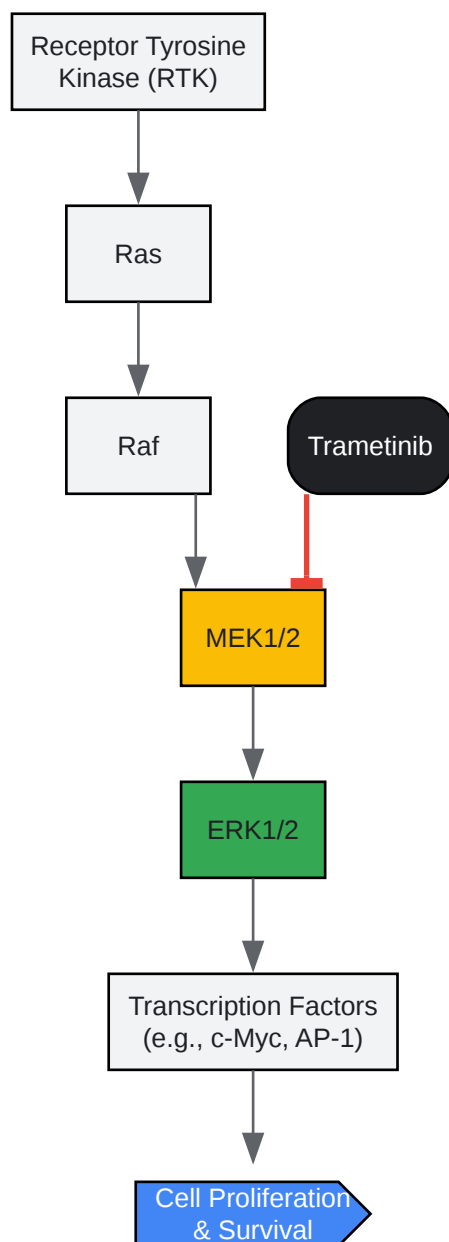 Receptor Tyrosine
Kinase (RTK)
Ras
Raf
Trametinib
MEK1/2
ERK1/2
Transcription Factors
(e.g., c-Myc, AP-1)
Cell Proliferation
& Survival